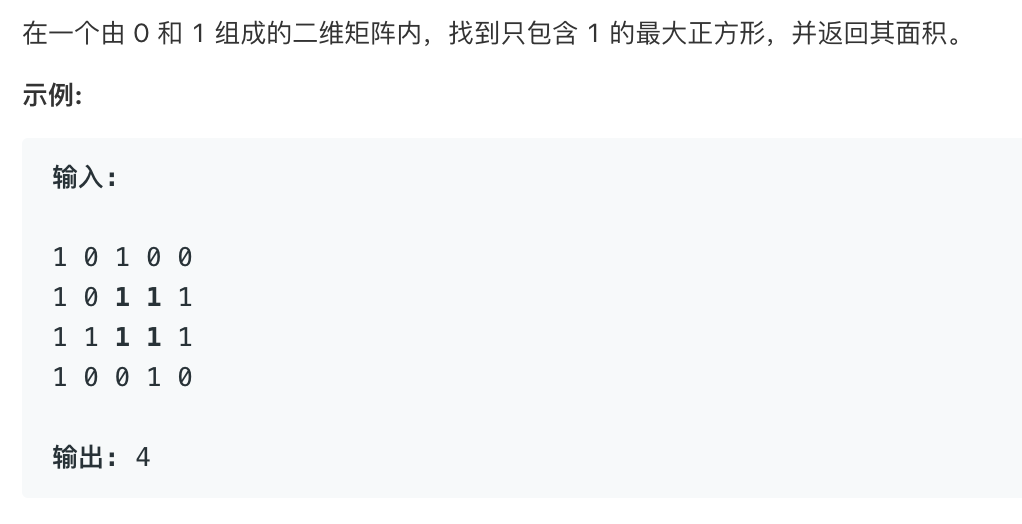 在一个由 0 和 1 组成的二维矩阵内，找到只包含 1 的最大正方形，并返回其面积。
示例:
输入:
1 0 1 0 0
1 0 1 1 1
1 1 1 1 1
1 0 0 1 0
输出: 4